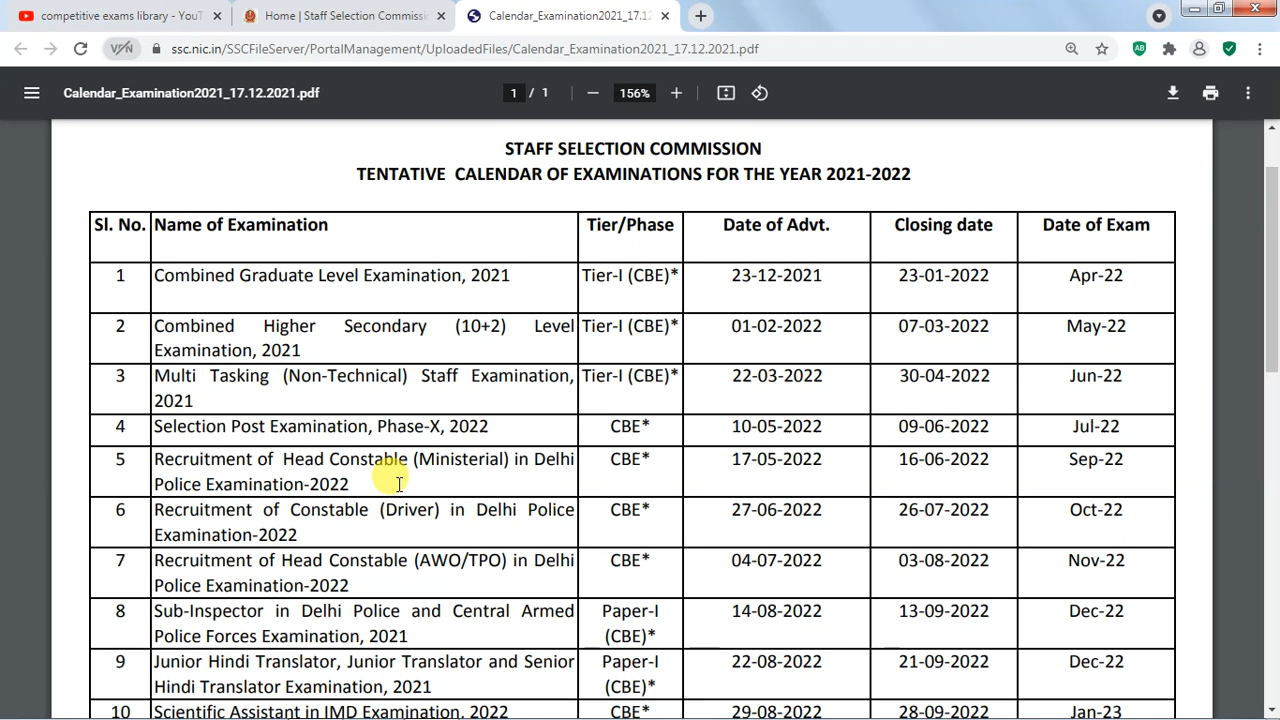 competitive exams library - YouT
Home | Staff Selection Commissio
Calendar_Examination2021_17.12
VPN
ssc.nic.in/SSCFileServer/PortalManagement/UploadedFiles/Calendar_Examination2021_17.12.2021.pdf
Calendar_Examination2021_17.12.2021.pdf
1 / 1
156%
STAFF SELECTION COMMISSION
TENTATIVE CALENDAR OF EXAMINATIONS FOR THE YEAR 2021-2022
Sl. No. Name of Examination Tier/Phase Date of Advt. Closing date Date of Exam
1 Combined Graduate Level Examination, 2021 Tier-I (CBE)* 23-12-2021 23-01-2022 Apr-22
2 Combined Higher Secondary (10+2) Level Tier-I (CBE)* 01-02-2022 07-03-2022 May-22
Examination, 2021
3 Multi Tasking (Non-Technical) Staff Examination, Tier-I (CBE)* 22-03-2022 30-04-2022 Jun-22
2021
4 Selection Post Examination, Phase-X, 2022 CBE* 10-05-2022 09-06-2022 Jul-22
5 Recruitment of Head Constable (Ministerial) in Delhi CBE* 17-05-2022 16-06-2022 Sep-22
Police Examination-2022
6 Recruitment of Constable (Driver) in Delhi Police CBE* 27-06-2022 26-07-2022 Oct-22
Examination-2022
7 Recruitment of Head Constable (AWO/TPO) in Delhi CBE* 04-07-2022 03-08-2022 Nov-22
Police Examination-2022
8 Sub-Inspector in Delhi Police and Central Armed Paper-I 14-08-2022 13-09-2022 Dec-22
Police Forces Examination, 2021 (CBE)*
9 Junior Hindi Translator, Junior Translator and Senior Paper-I 22-08-2022 21-09-2022 Dec-22
Hindi Translator Examination, 2021 (CBE)*
10 Scientific Assistant in IMD Examination, 2022 CBE* 29-08-2022 28-09-2022 Jan-23